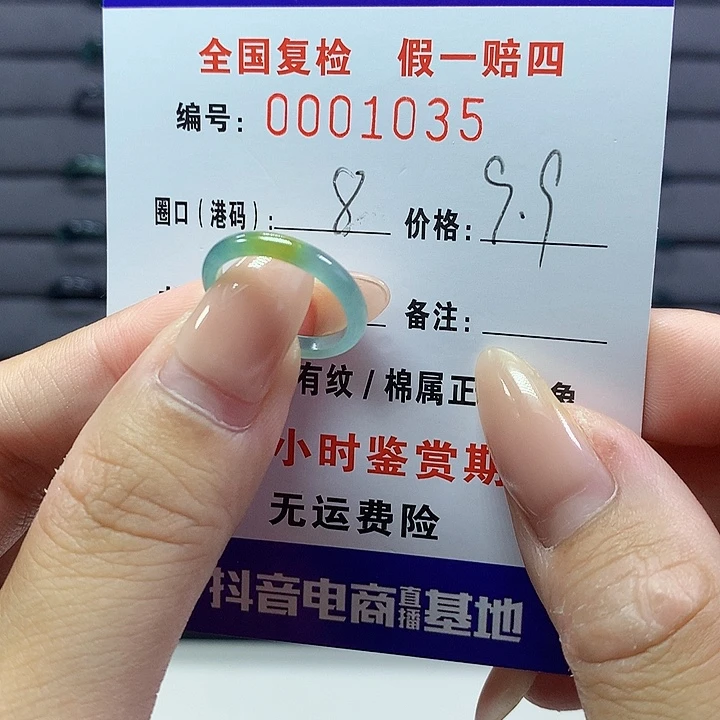 全国复检 假一赔四
编号：0001035
圈口（港码）：8 价格：9.9
备注：
有纹/棉属正
小时鉴赏期
无运费险
抖音电商直播基地